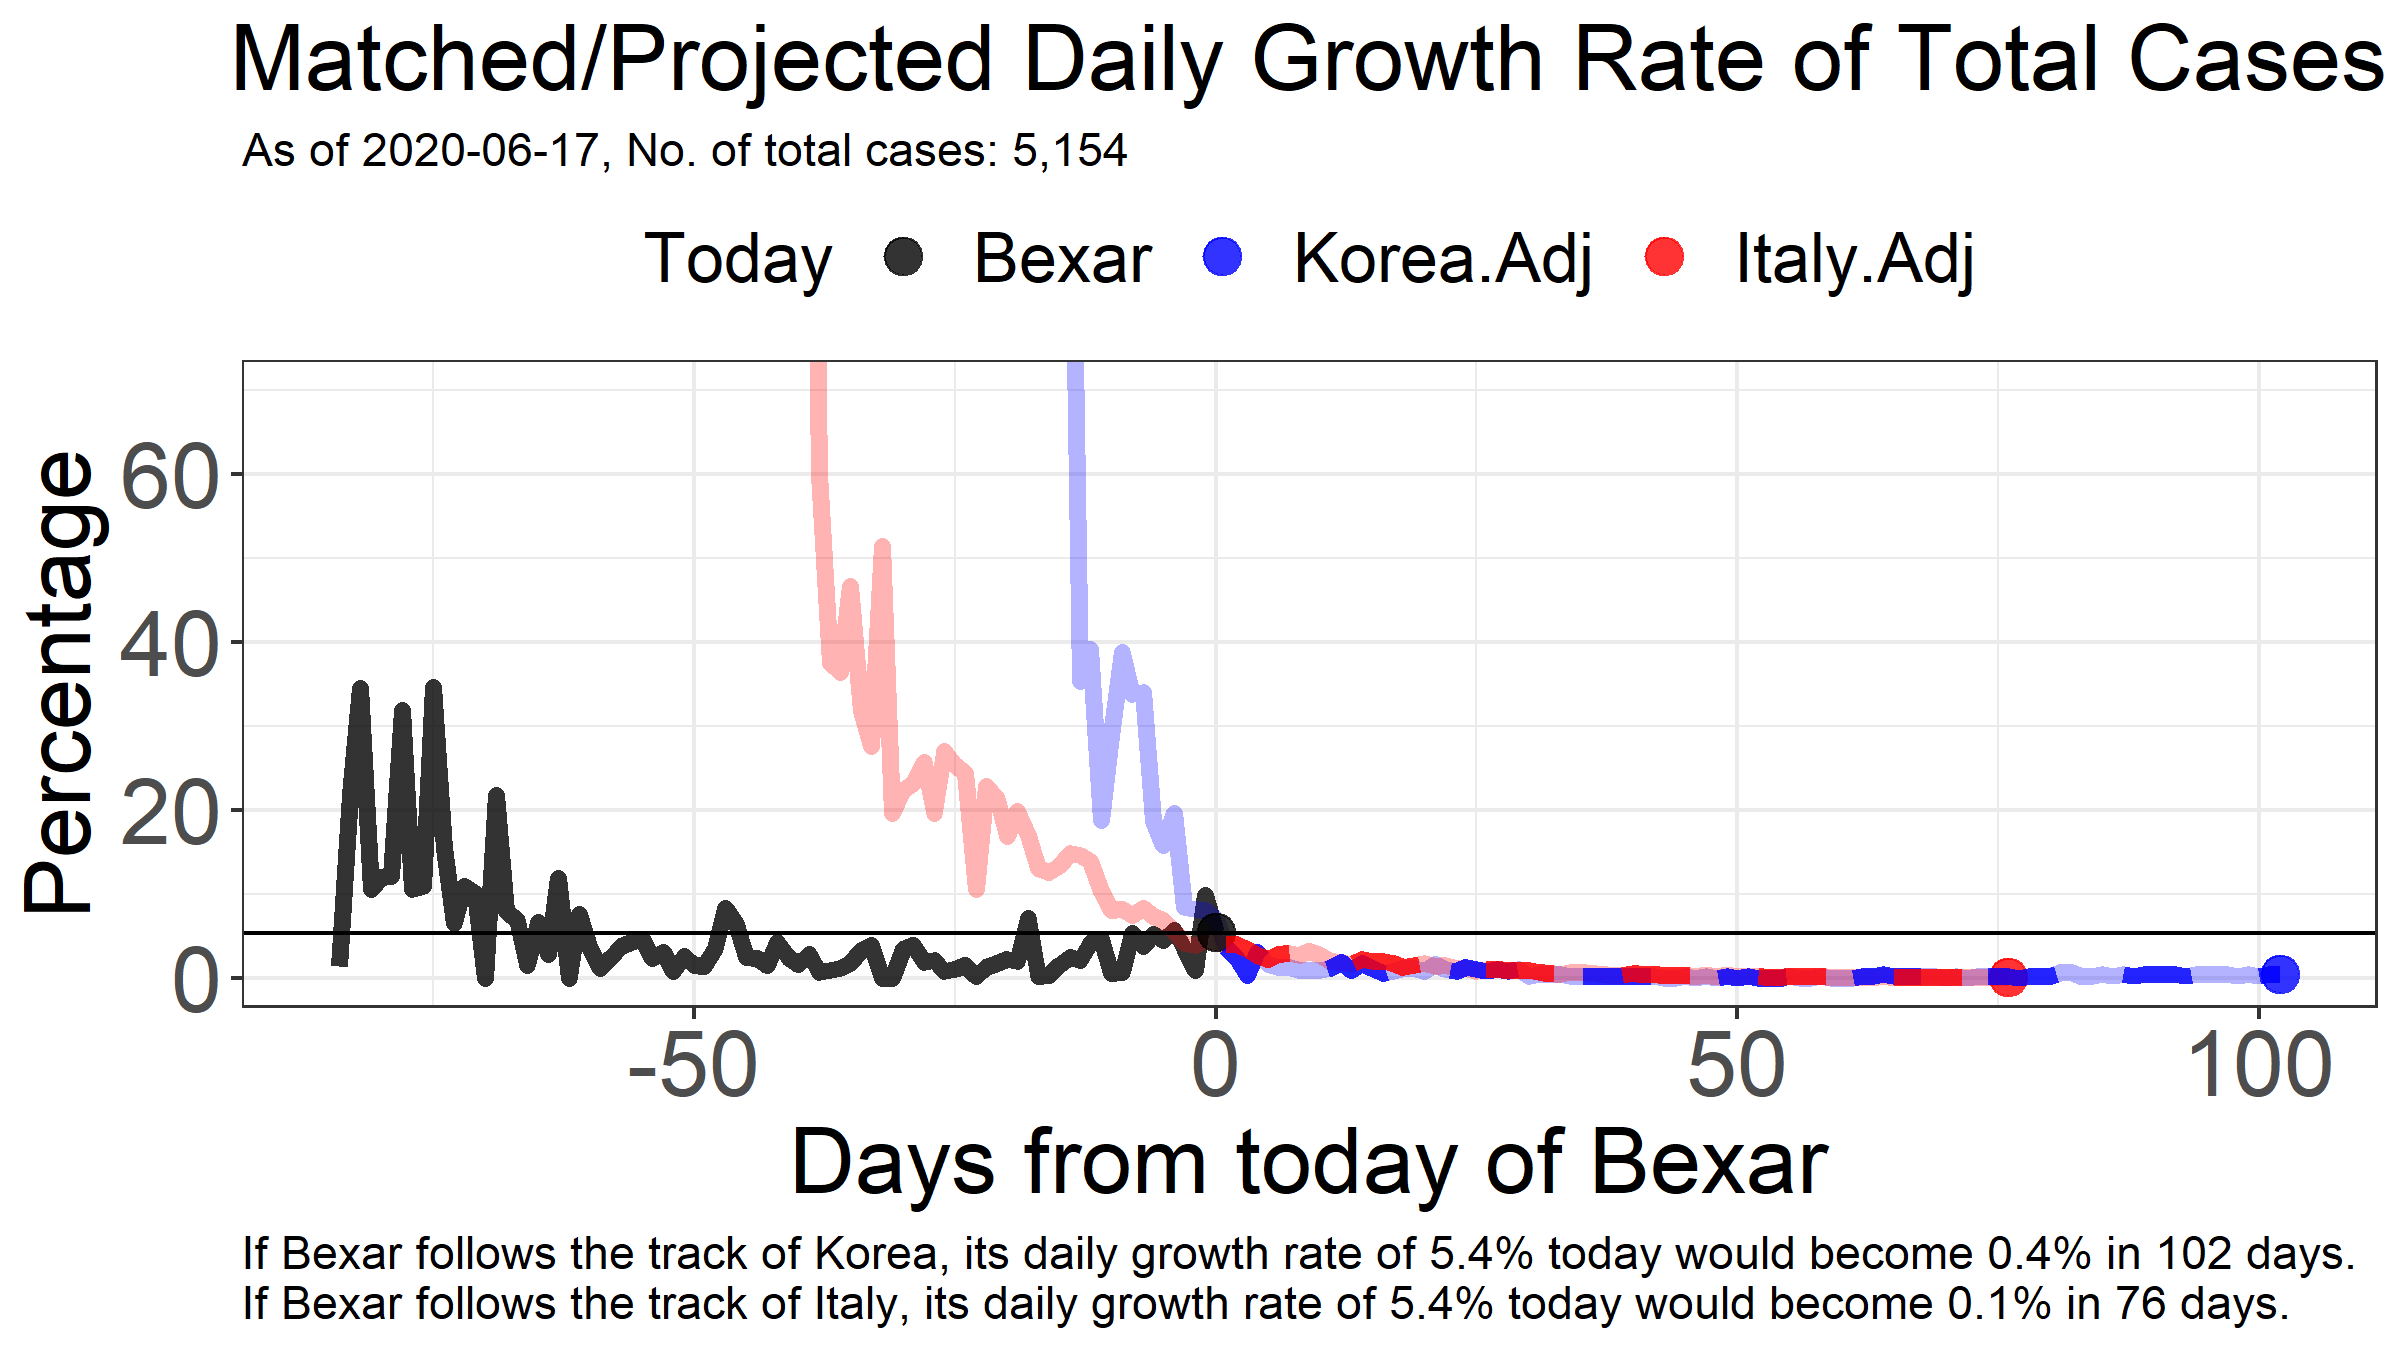 Matched/Projected Daily Growth Rate of Total Cases
As of 2020-06-17, No. of total cases: 5,154
Today Bexar Korea.Adj Italy.Adj
Percentage
60
40
20
0
-50 0 50 100
Days from today of Bexar
If Bexar follows the track of Korea, its daily growth rate of 5.4% today would become 0.4% in 102 days.
If Bexar follows the track of Italy, its daily growth rate of 5.4% today would become 0.1% in 76 days.